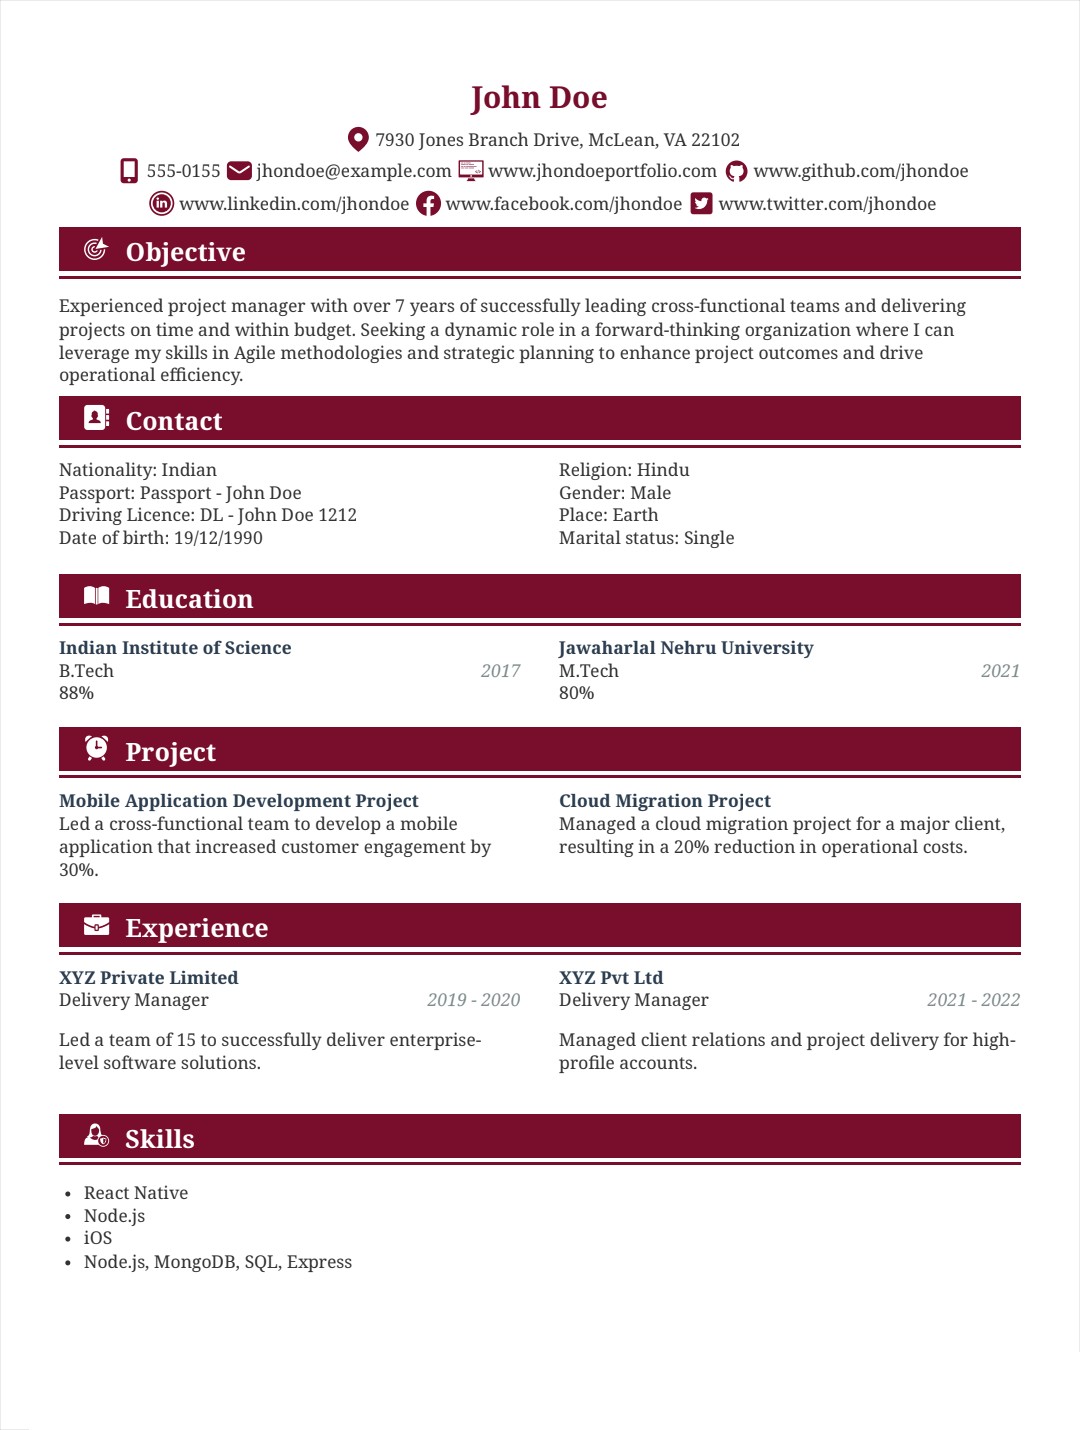 John Doe
7930 Jones Branch Drive, McLean, VA 22102
555-0155 jhondoe@example.com www.jhondoeportfolio.com www.github.com/jhondoe
www.linkedin.com/jhondoe www.facebook.com/jhondoe www.twitter.com/jhondoe
Objective
Experienced project manager with over 7 years of successfully leading cross-functional teams and delivering
projects on time and within budget. Seeking a dynamic role in a forward-thinking organization where I can
leverage my skills in Agile methodologies and strategic planning to enhance project outcomes and drive
operational efficiency.
Contact
Nationality: Indian
Passport: Passport - John Doe
Driving Licence: DL - John Doe 1212
Date of birth: 19/12/1990
Religion: Hindu
Gender: Male
Place: Earth
Marital status: Single
Education
Indian Institute of Science
B.Tech 2017
88%
Jawaharlal Nehru University
M.Tech 2021
80%
Project
Mobile Application Development Project
Led a cross-functional team to develop a mobile
application that increased customer engagement by
30%.
Cloud Migration Project
Managed a cloud migration project for a major client,
resulting in a 20% reduction in operational costs.
Experience
XYZ Private Limited
Delivery Manager 2019 - 2020
Led a team of 15 to successfully deliver enterprise-
level software solutions.
XYZ Pvt Ltd
Delivery Manager 2021 - 2022
Managed client relations and project delivery for high-
profile accounts.
Skills
• React Native
• Node.js
• iOS
• Node.js, MongoDB, SQL, Express